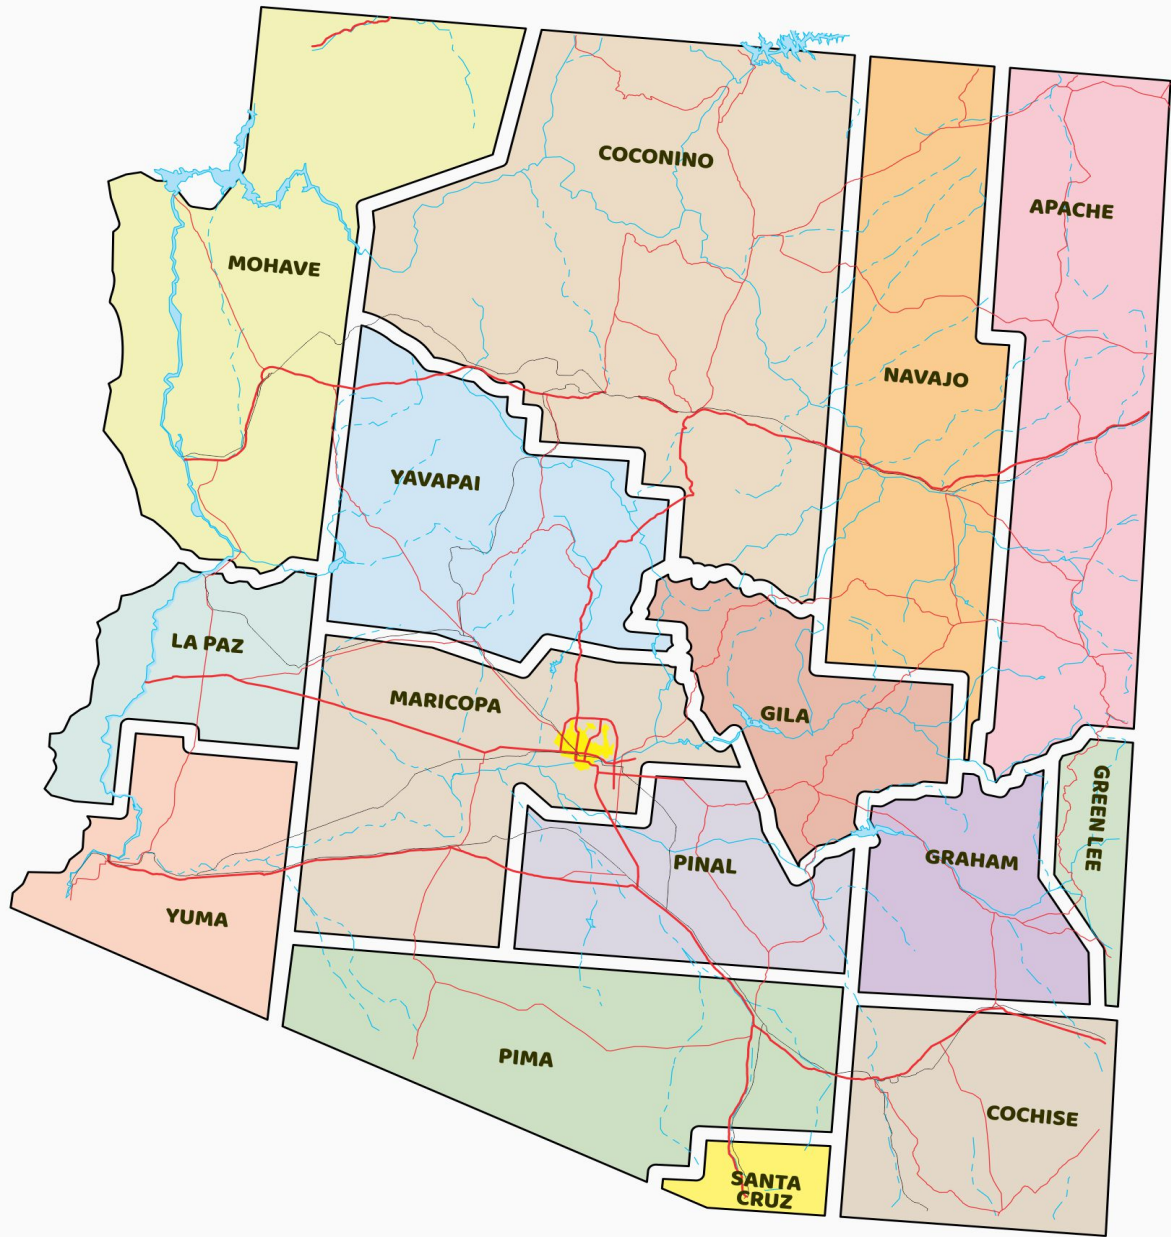 COCONINO
APACHE
MOHAVE
NAVAJO
YAVAPAI
LA PAZ
MARICOPA
GILA
GREEN LEE
GRAHAM
PINAL
YUMA
PIMA
COCHISE
SANTA
CRUZ